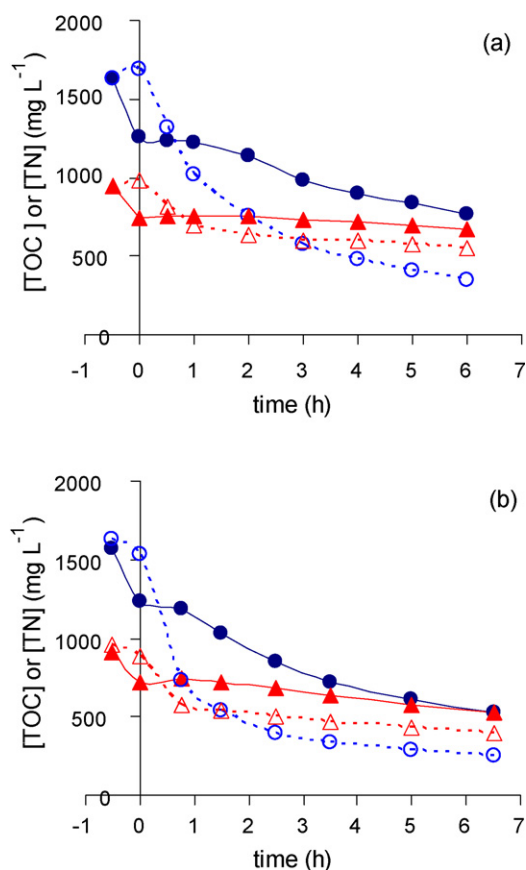 2000
(a)
1500
1000
500
0
[TOC ] or [TN] (mg L⁻¹)
-1 0 1 2 3 4 5 6 7
time (h)
2000
(b)
1500
1000
500
0
[TOC] or [TN] (mg L⁻¹)
-1 0 1 2 3 4 5 6 7
time (h)